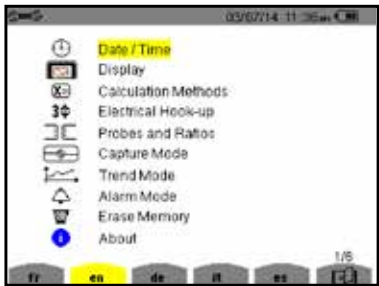 03/07/14 11:36am
Date / Time
Display
Calculation Methods
3φ Electrical Hook-up
Probes and Ratios
Capture Mode
Trend Mode
Alarm Mode
Erase Memory
About
1/6
fr en de it es